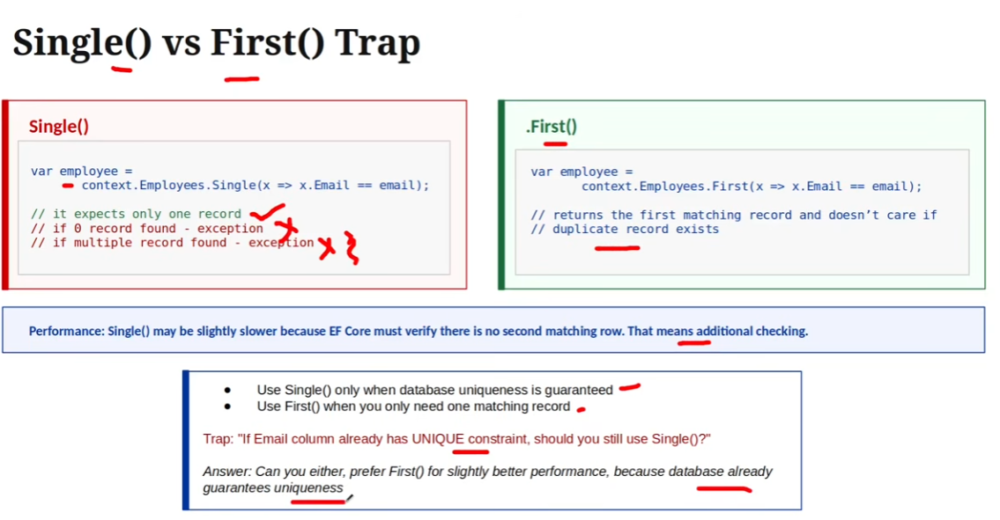 Single() vs First() Trap
Single()
var employee =
context.Employees.Single(x => x.Email == email);
// it expects only one record
// if 0 record found - exception
// if multiple record found - exception
.First()
var employee =
context.Employees.First(x => x.Email == email);
// returns the first matching record and doesn’t care if
// duplicate record exists
Performance: Single() may be slightly slower because EF Core must verify there is no second matching row. That means additional checking.
● Use Single() only when database uniqueness is guaranteed
● Use First() when you only need one matching record
Trap: "If Email column already has UNIQUE constraint, should you still use Single()?"
Answer: Can you either, prefer First() for slightly better performance, because database already
guarantees uniqueness